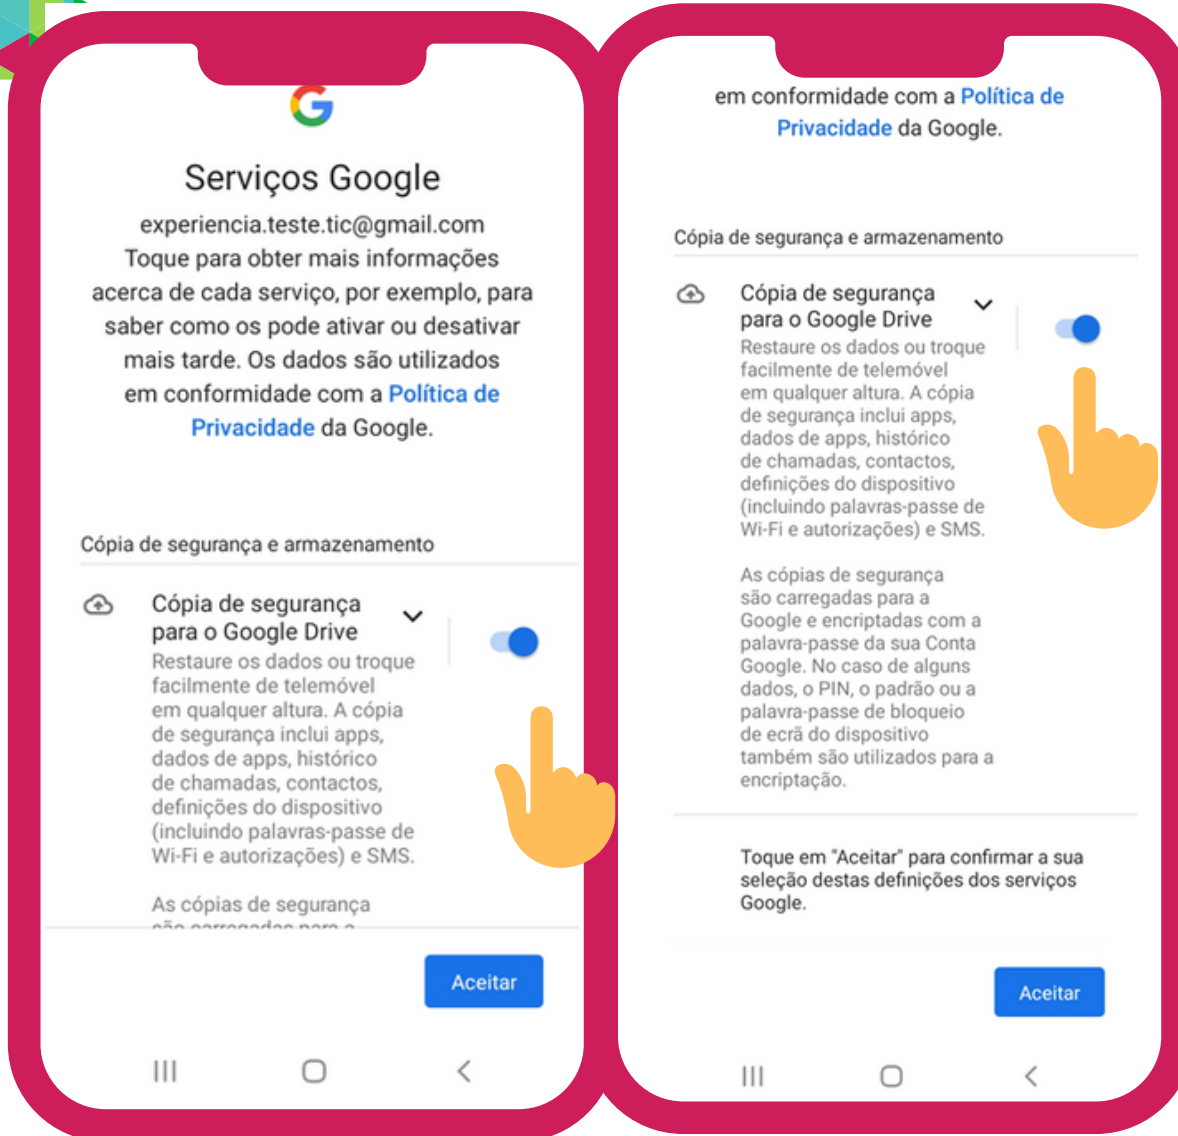 Serviços Google
experiencia.teste.tic@gmail.com
Toque para obter mais informações
acerca de cada serviço, por exemplo, para
saber como os pode ativar ou desativar
mais tarde. Os dados são utilizados
em conformidade com a Política de
Privacidade da Google.
Cópia de segurança e armazenamento
Cópia de segurança
para o Google Drive
Restaure os dados ou troque
facilmente de telemóvel
em qualquer altura. A cópia
de segurança inclui apps,
dados de apps, histórico
de chamadas, contactos,
definições do dispositivo
(incluindo palavras-passe de
Wi-Fi e autorizações) e SMS.
As cópias de segurança
são carregadas para a
Aceitar
em conformidade com a Política de
Privacidade da Google.
Cópia de segurança e armazenamento
Cópia de segurança
para o Google Drive
Restaure os dados ou troque
facilmente de telemóvel
em qualquer altura. A cópia
de segurança inclui apps,
dados de apps, histórico
de chamadas, contactos,
definições do dispositivo
(incluindo palavras-passe de
Wi-Fi e autorizações) e SMS.
As cópias de segurança
são carregadas para a
Google e encriptadas com a
palavra-passe da sua Conta
Google. No caso de alguns
dados, o PIN, o padrão ou a
palavra-passe de bloqueio
de ecrã do dispositivo
também são utilizados para a
encriptação.
Toque em "Aceitar" para confirmar a sua
seleção destas definições dos serviços
Google.
Aceitar